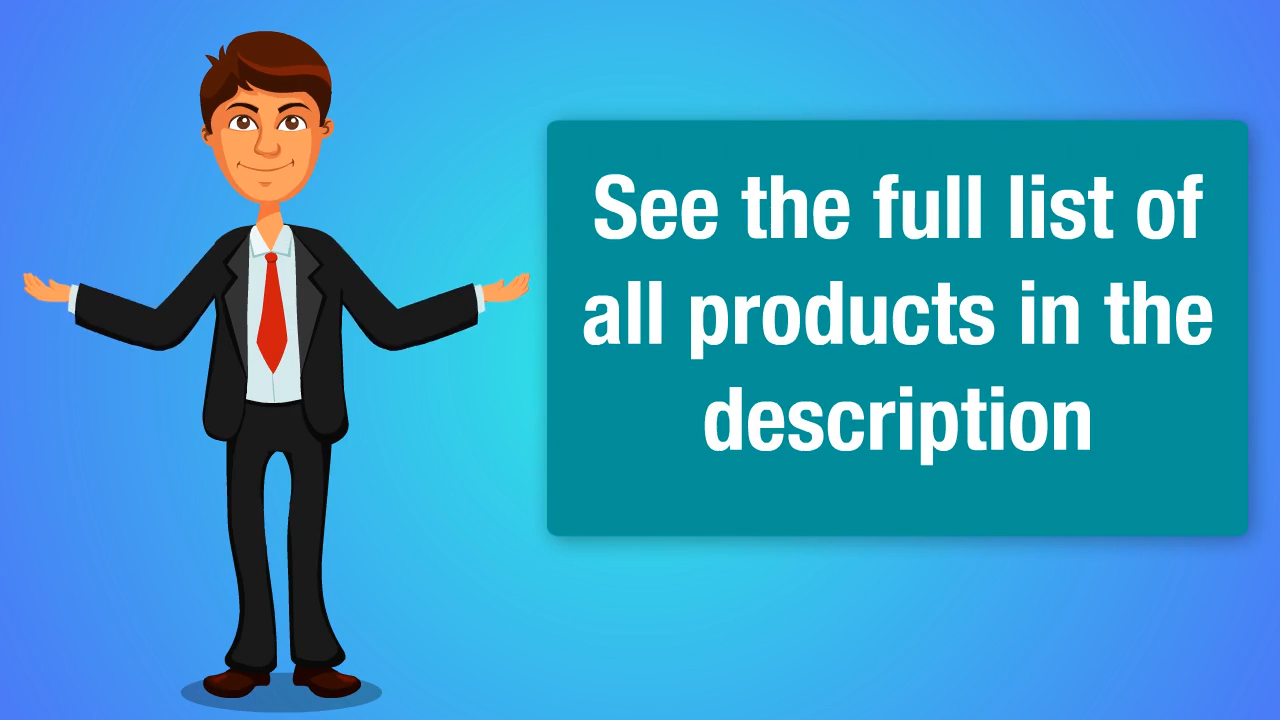 See the full list of
all products in the
description